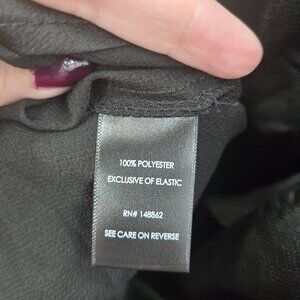 100% POLYESTER
EXCLUSIVE OF ELASTIC
RN# 148862
SEE CARE ON REVERSE